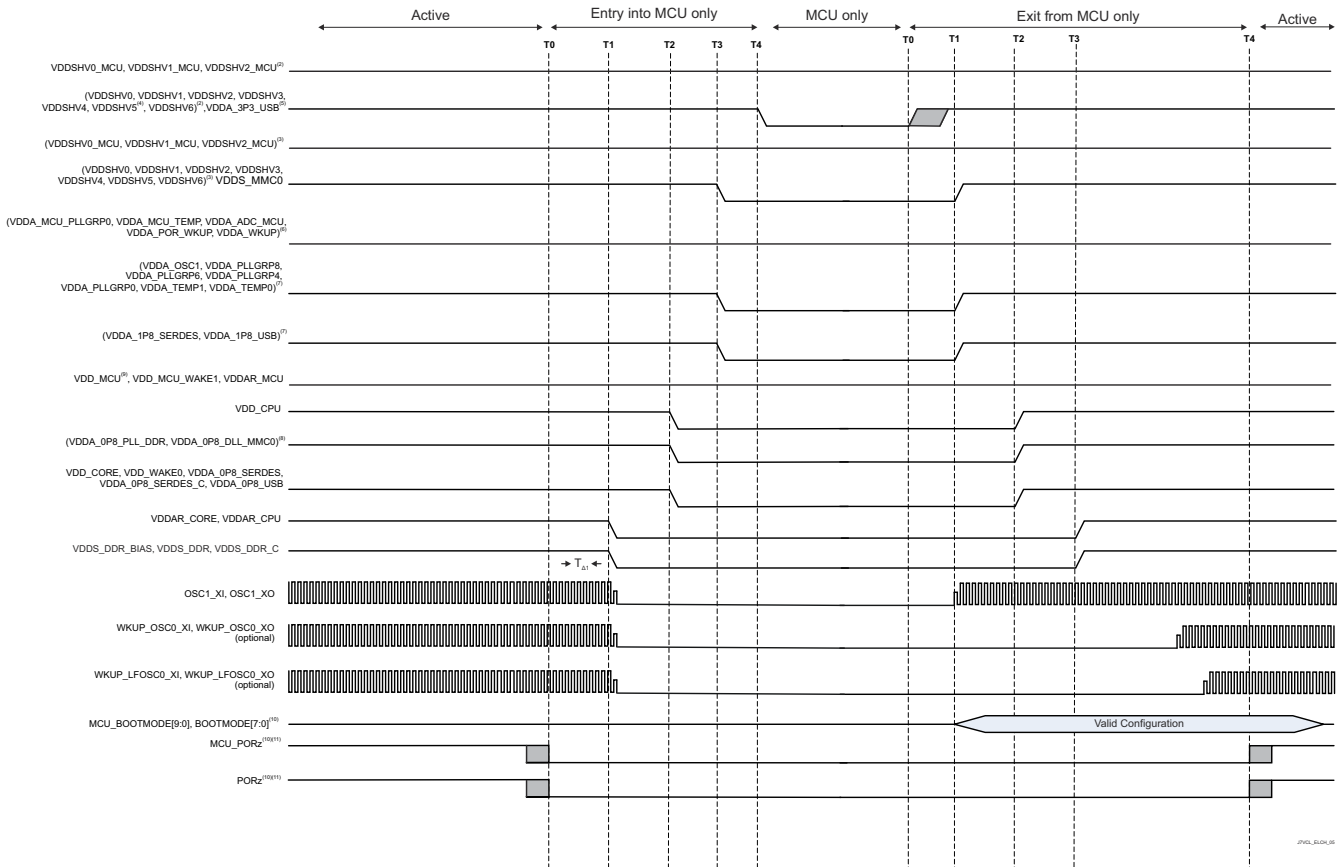 Active
Entry into MCU only
MCU only
Exit from MCU only
Active
T0
T1
T2
T3
T4
T0
T1
T2
T3
T4
VDDSHV0_MCU, VDDSHV1_MCU, VDDSHV2_MCU(2)
(VDDSHV0, VDDSHV1, VDDSHV2, VDDSHV3,
VDDSHV4, VDDSHV5(4), VDDSHV6)(2),VDDA_3P3_USB(5)
(VDDSHV0_MCU, VDDSHV1_MCU, VDDSHV2_MCU)(3)
(VDDSHV0, VDDSHV1, VDDSHV2, VDDSHV3,
VDDSHV4, VDDSHV5, VDDSHV6)(3) VDDS_MMC0
(VDDA_MCU_PLLGRP0, VDDA_MCU_TEMP, VDDA_ADC_MCU,
VDDA_POR_WKUP, VDDA_WKUP)(6)
(VDDA_OSC1, VDDA_PLLGRP8,
VDDA_PLLGRP6, VDDA_PLLGRP4,
VDDA_PLLGRP0, VDDA_TEMP1, VDDA_TEMP0)(7)
(VDDA_1P8_SERDES, VDDA_1P8_USB)(7)
VDD_MCU(9), VDD_MCU_WAKE1, VDDAR_MCU
VDD_CPU
(VDDA_0P8_PLL_DDR, VDDA_0P8_DLL_MMC0)(8)
VDD_CORE, VDD_WAKE0, VDDA_0P8_SERDES,
VDDA_0P8_SERDES_C, VDDA_0P8_USB
VDDAR_CORE, VDDAR_CPU
VDDS_DDR_BIAS, VDDS_DDR, VDDS_DDR_C
TΔ1
OSC1_XI, OSC1_XO
WKUP_OSC0_XI, WKUP_OSC0_XO
(optional)
WKUP_LFOSC0_XI, WKUP_LFOSC0_XO
(optional)
MCU_BOOTMODE[9:0], BOOTMODE[7:0](10)
Valid Configuration
MCU_PORz(10)(11)
PORz(10)(11)
J7VCL_ELCH_05